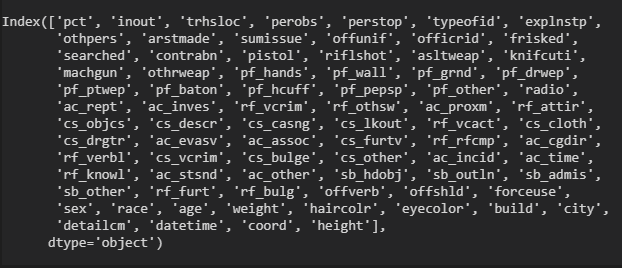 Index(['pct', 'inout', 'trhsloc', 'perobs', 'perstop', 'typeofid', 'explnstp',
'othpers', 'arstmade', 'sumissue', 'offunif', 'officrid', 'frisked',
'searched', 'contrabn', 'pistol', 'riflshot', 'asltweap', 'knifcuti',
'machgun', 'othrweap', 'pf_hands', 'pf_wall', 'pf_grnd', 'pf_drwep',
'pf_ptwep', 'pf_baton', 'pf_hcuff', 'pf_pepsp', 'pf_other', 'radio',
'ac_rept', 'ac_inves', 'rf_vcrim', 'rf_othsw', 'ac_proxm', 'rf_attir',
'cs_objcs', 'cs_descr', 'cs_casng', 'cs_lkout', 'rf_vcact', 'cs_cloth',
'cs_drgtr', 'ac_evasv', 'ac_assoc', 'cs_furtv', 'rf_rfcmp', 'ac_cgdir',
'rf_verbl', 'cs_vcrim', 'cs_bulge', 'cs_other', 'ac_incid', 'ac_time',
'rf_knowl', 'ac_stsnd', 'ac_other', 'sb_hdobj', 'sb_outln', 'sb_admis',
'sb_other', 'rf_furt', 'rf_bulg', 'offverb', 'offshld', 'forceuse',
'sex', 'race', 'age', 'weight', 'haircolr', 'eyecolor', 'build', 'city',
'detailcm', 'datetime', 'coord', 'height'],
dtype='object')